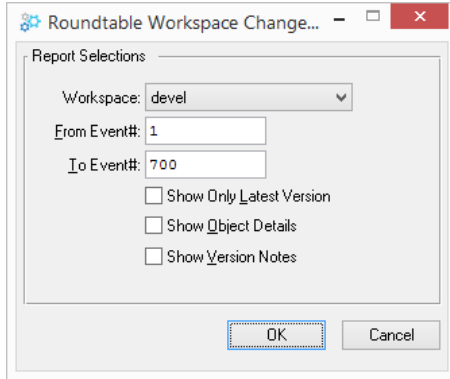 Roundtable Workspace Change...
Report Selections
Workspace: devel
From Event#: 1
To Event#: 700
Show Only Latest Version
Show Object Details
Show Version Notes
OK Cancel